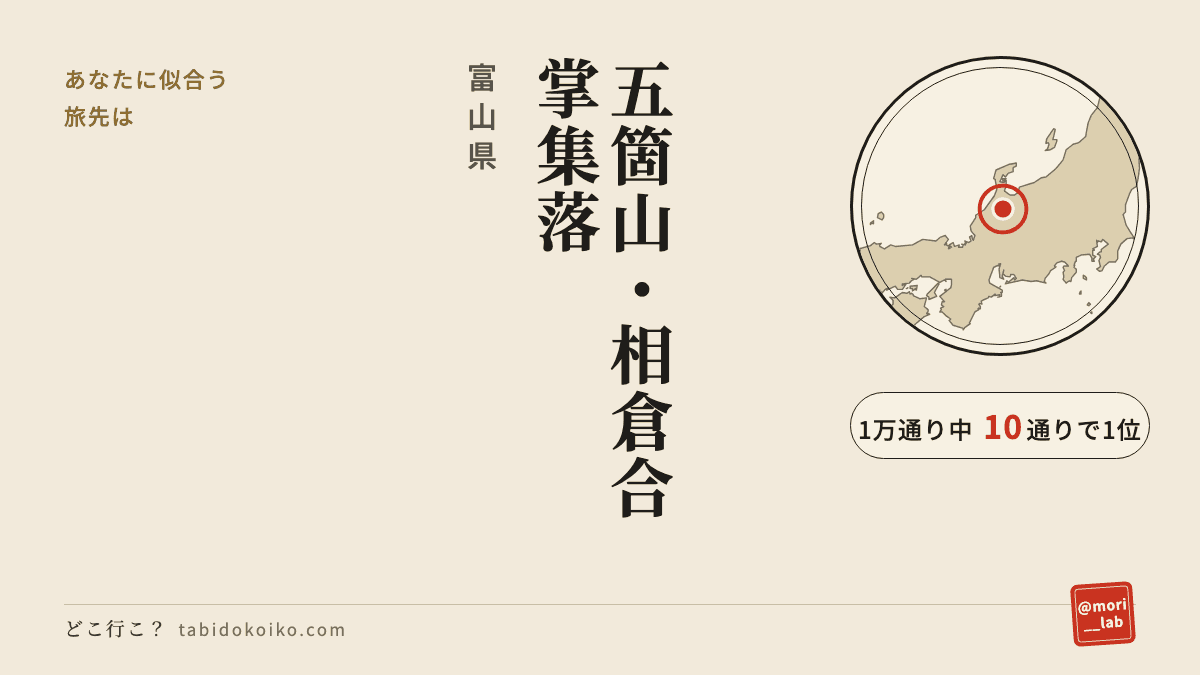 あなたに似合う
旅先は
五箇山・相倉合
掌集落
富山県
1万通り中 10通りで1位
どこ行こ？ tabidokoiko.com
@mori
__lab